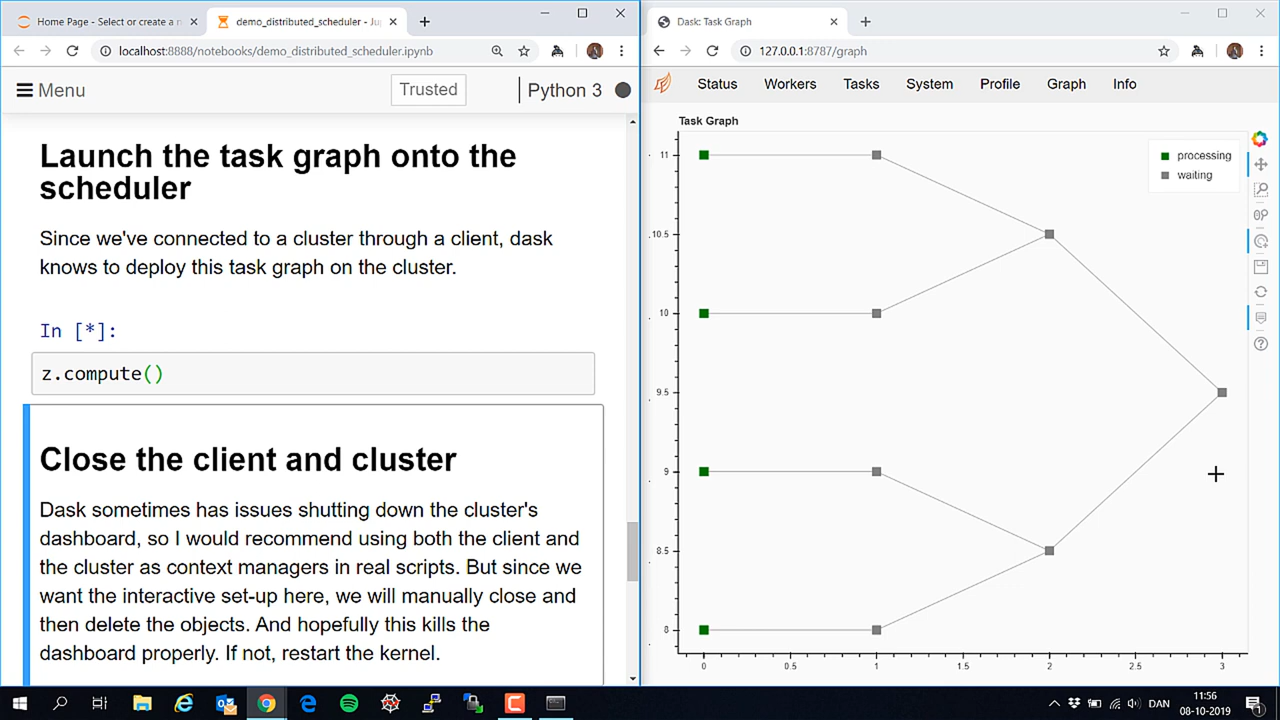 Home Page - Select or create a n
demo_distributed_scheduler - Jup
localhost:8888/notebooks/demo_distributed_scheduler.ipynb
Menu
Trusted
Python 3
Launch the task graph onto the
scheduler
Since we've connected to a cluster through a client, dask
knows to deploy this task graph on the cluster.
In [*]:
z.compute()
Close the client and cluster
Dask sometimes has issues shutting down the cluster's
dashboard, so I would recommend using both the client and
the cluster as context managers in real scripts. But since we
want the interactive set-up here, we will manually close and
then delete the objects. And hopefully this kills the
dashboard properly. If not, restart the kernel.
Dask: Task Graph
127.0.0.1:8787/graph
Status Workers Tasks System Profile Graph Info
Task Graph
processing
waiting
11
10.5
10
9.5
9
8.5
8
0 0.5 1 1.5 2 2.5 3
DAN
11:56
08-10-2019
1